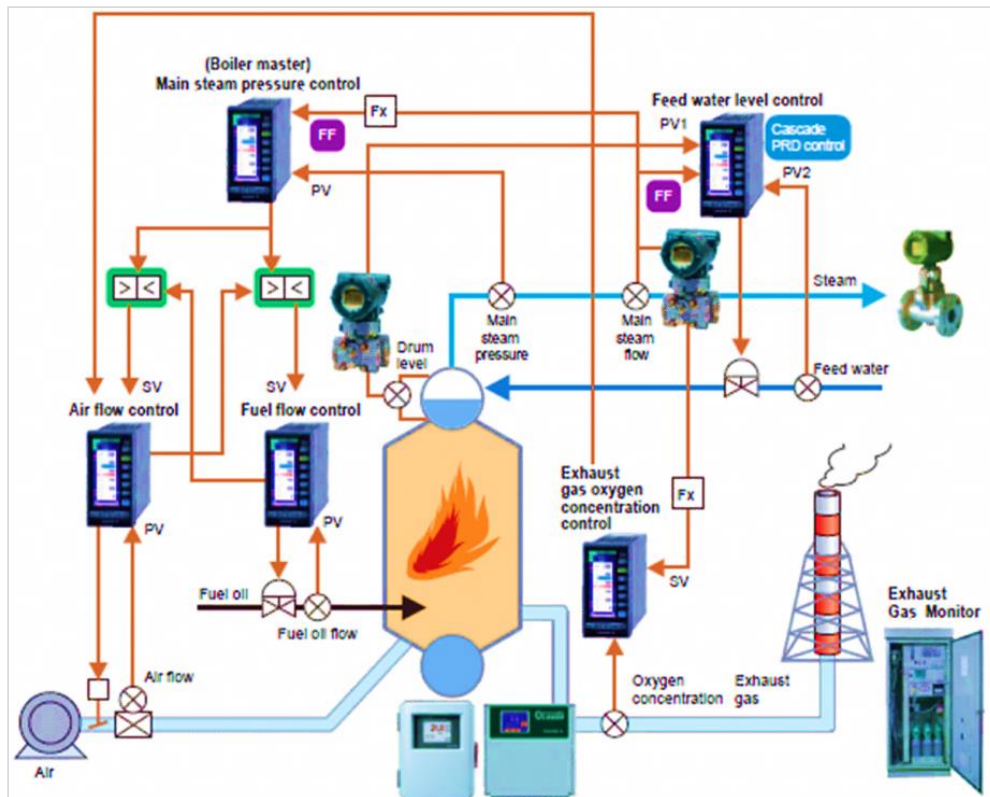 (Boiler master)
Main steam pressure control
Fx
FF
PV
Feed water level control
PV1
Cascade
PRD control
PV2
FF
> <
> <
SV
SV
Air flow control
Fuel flow control
PV
PV
Drum
level
Main
steam
pressure
Main
steam
flow
Steam
Feed water
Exhaust
gas oxygen
concentration
control
Fx
SV
Fuel oil
Fuel oil flow
Air flow
Air
Oxygen
concentration
Exhaust
gas
Exhaust
Gas Monitor